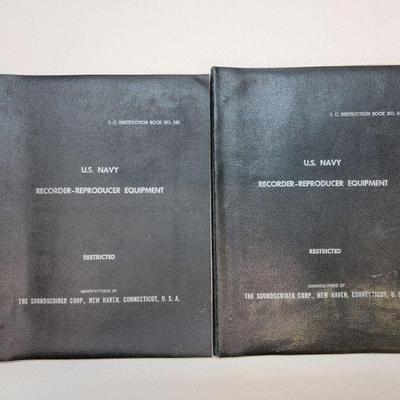 I. C. INSTRUCTION BOOK NO. 545
U.S. NAVY
RECORDER-REPRODUCER EQUIPMENT
RESTRICTED
MANUFACTURED BY
THE SOUNDSCRIBER CORP., NEW HAVEN, CONNECTICUT, U. S. A.
I. C. INSTRUCTION BOOK NO.
U.S. NAVY
RECORDER-REPRODUCER EQUIPMENT
RESTRICTED
MANUFACTURED BY
THE SOUNDSCRIBER CORP., NEW HAVEN, CONNECTICUT, U. S.